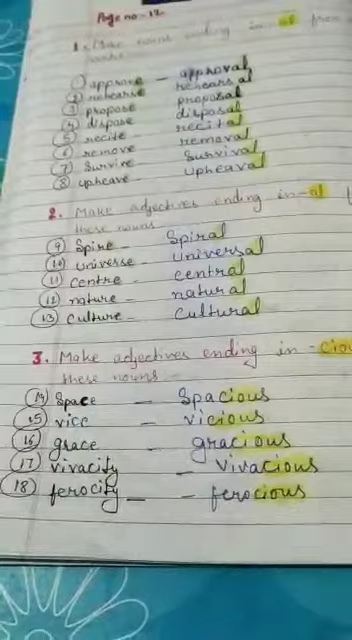 Page no-12
1. Make nouns ending in -al from
verbs
① approve - approval
② rehearse rehearsal
③ propose proposal
④ dispose disposal
⑤ recite recital
⑥ remove removal
⑦ Survive Survival
⑧ upheave - Upheaval
2. Make adjectives ending in -al
these nouns
⑨ Spire - Spiral
⑩ universe - Universal
⑪ centre - central
⑫ nature - natural
⑬ culture - cultural
3. Make adjectives ending in -ciou
these nouns -
⑭ Space - Spacious
⑮ vice - vicious
⑯ grace - gracious
⑰ vivacity - Vivacious
⑱ ferocity - - ferocious